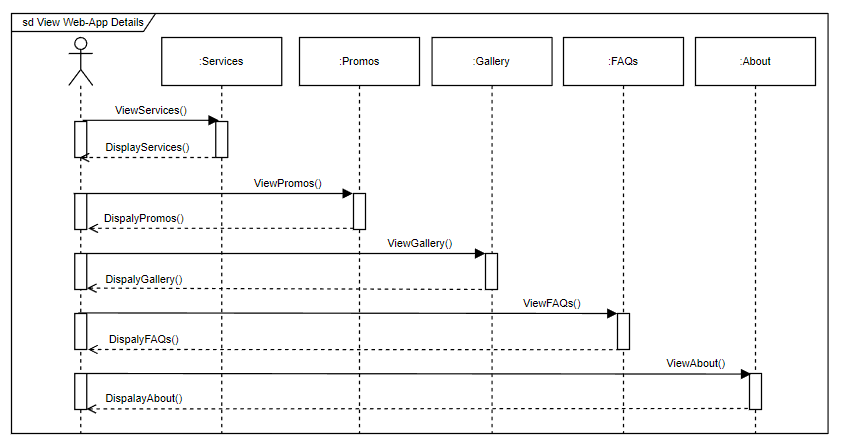 sd View Web-App Details
:Services
:Promos
:Gallery
:FAQs
:About
ViewServices()
DisplayServices()
ViewPromos()
DispalyPromos()
ViewGallery()
DispalyGallery()
ViewFAQs()
DispalyFAQs()
ViewAbout()
DispalayAbout()